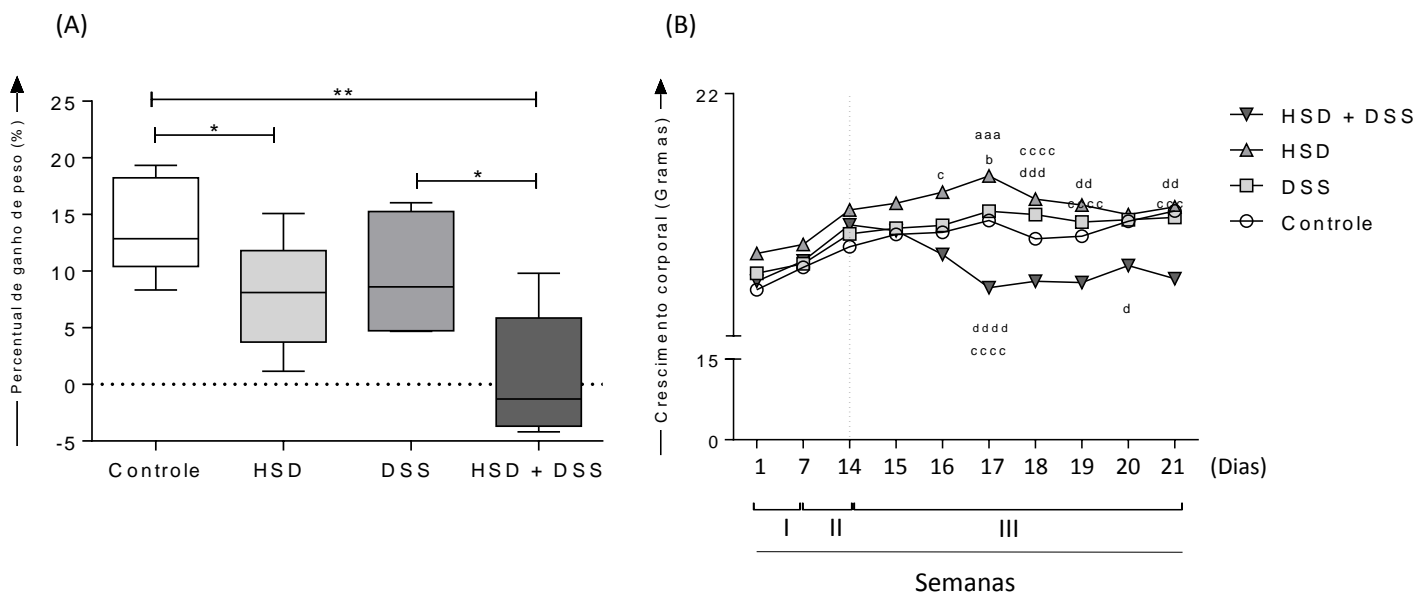 (A)
Percentual de ganho de peso (%)
25
20
15
10
5
0
-5
**
*
*
Controle HSD DSS HSD + DSS
(B)
Crescimento corporal (Gramas)
22
15
0
aaa
b
c
cccc
ddd
dd
cccc
dd
ccc
d
dddd
cccc
HSD + DSS
HSD
DSS
Controle
1 7 14 15 16 17 18 19 20 21 (Dias)
I II III
Semanas